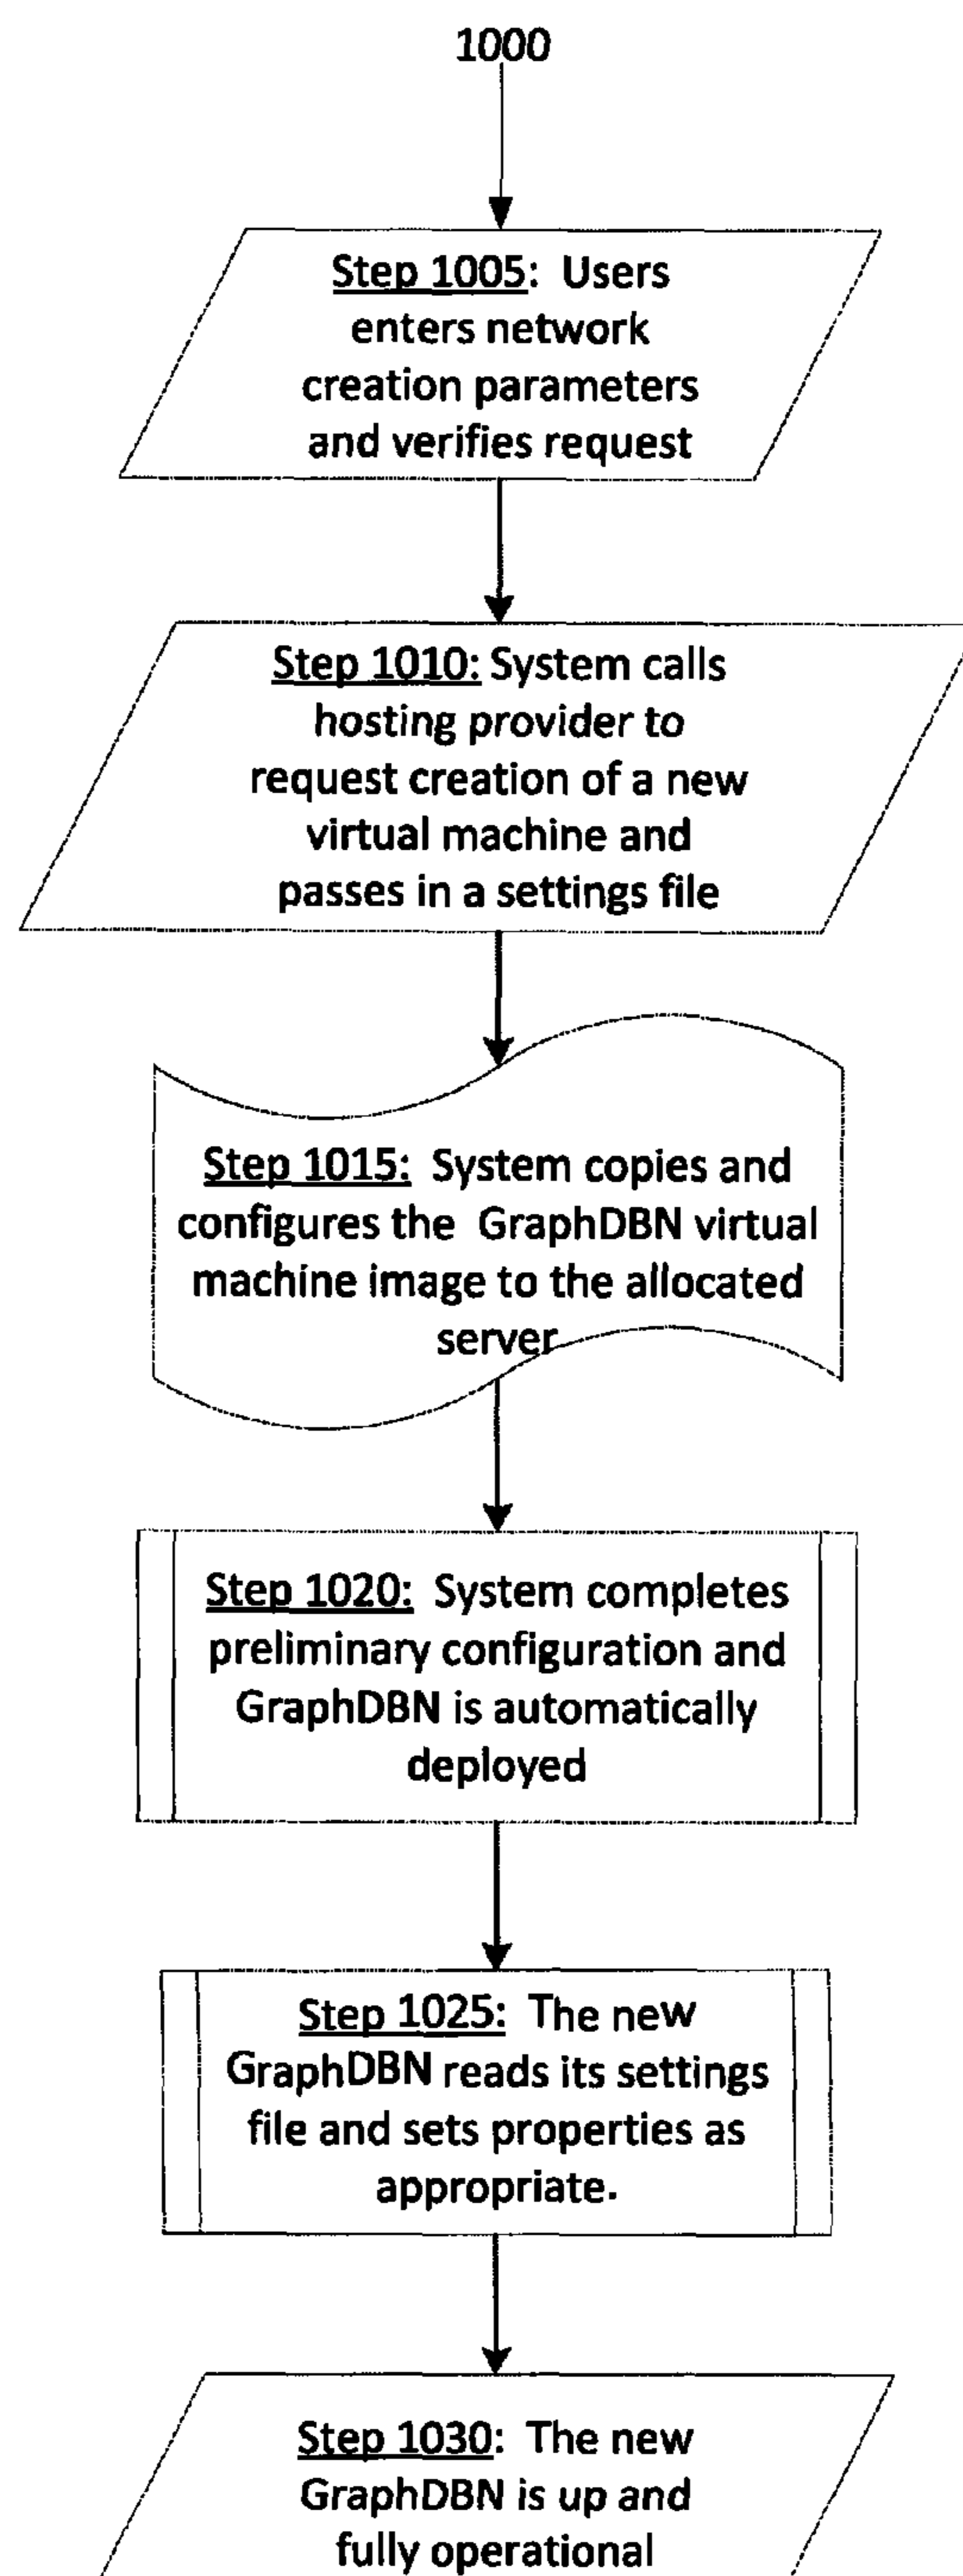 1000
Step 1005: Users
enters network
creation parameters
and verifies request
Step 1010: System calls
hosting provider to
request creation of a new
virtual machine and
passes in a settings file
Step 1015: System copies and
configures the GraphDBN virtual
machine image to the allocated
server
Step 1020: System completes
preliminary configuration and
GraphDBN is automatically
deployed
Step 1025: The new
GraphDBN reads its settings
file and sets properties as
appropriate.
Step 1030: The new
GraphDBN is up and
fully operational